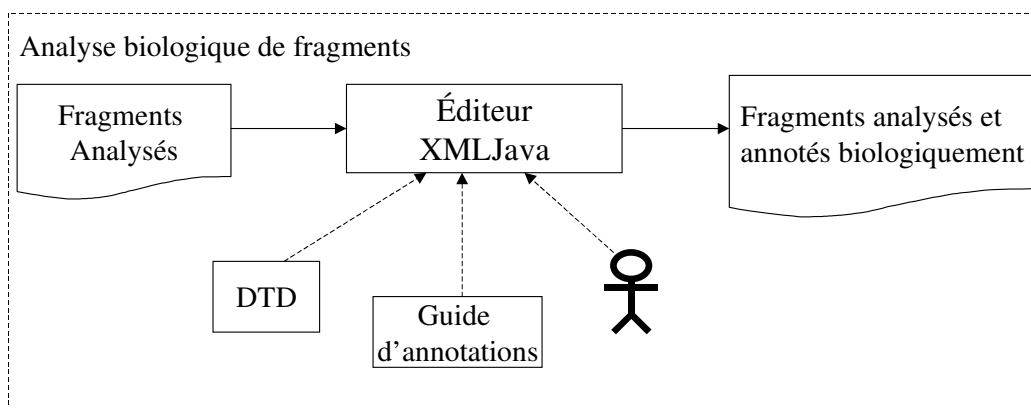 Analyse biologique de fragments
Fragments
Analysés
Éditeur
XMLJava
Fragments analysés et
annotés biologiquement
DTD
Guide
d’annotations